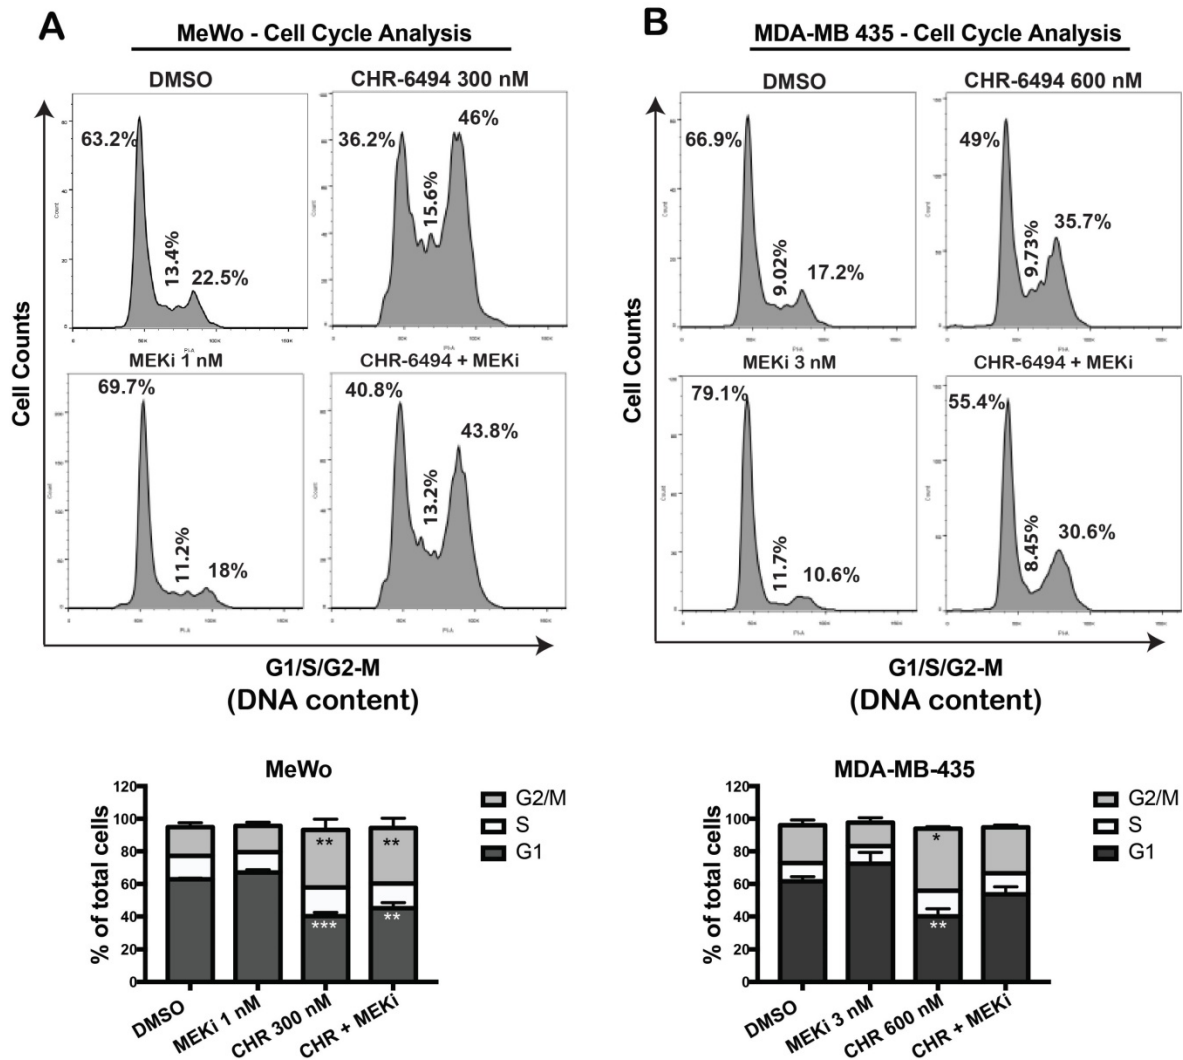 A
MeWo - Cell Cycle Analysis
DMSO
CHR-6494 300 nM
63.2%
13.4%
22.5%
36.2%
15.6%
46%
MEKi 1 nM
CHR-6494 + MEKi
69.7%
11.2%
18%
40.8%
13.2%
43.8%
Cell Counts
G1/S/G2-M
(DNA content)
B
MDA-MB 435 - Cell Cycle Analysis
DMSO
CHR-6494 600 nM
66.9%
9.02%
17.2%
49%
9.73%
35.7%
MEKi 3 nM
CHR-6494 + MEKi
79.1%
11.7%
10.6%
55.4%
8.45%
30.6%
Cell Counts
G1/S/G2-M
(DNA content)
MeWo
% of total cells
120
100
80
60
40
20
0
**
**
***
**
DMSO
MEKi 1 nM
CHR 300 nM
CHR + MEKi
G2/M
S
G1
MDA-MB-435
% of total cells
120
100
80
60
40
20
0
*
**
DMSO
MEKi 3 nM
CHR 600 nM
CHR + MEKi
G2/M
S
G1